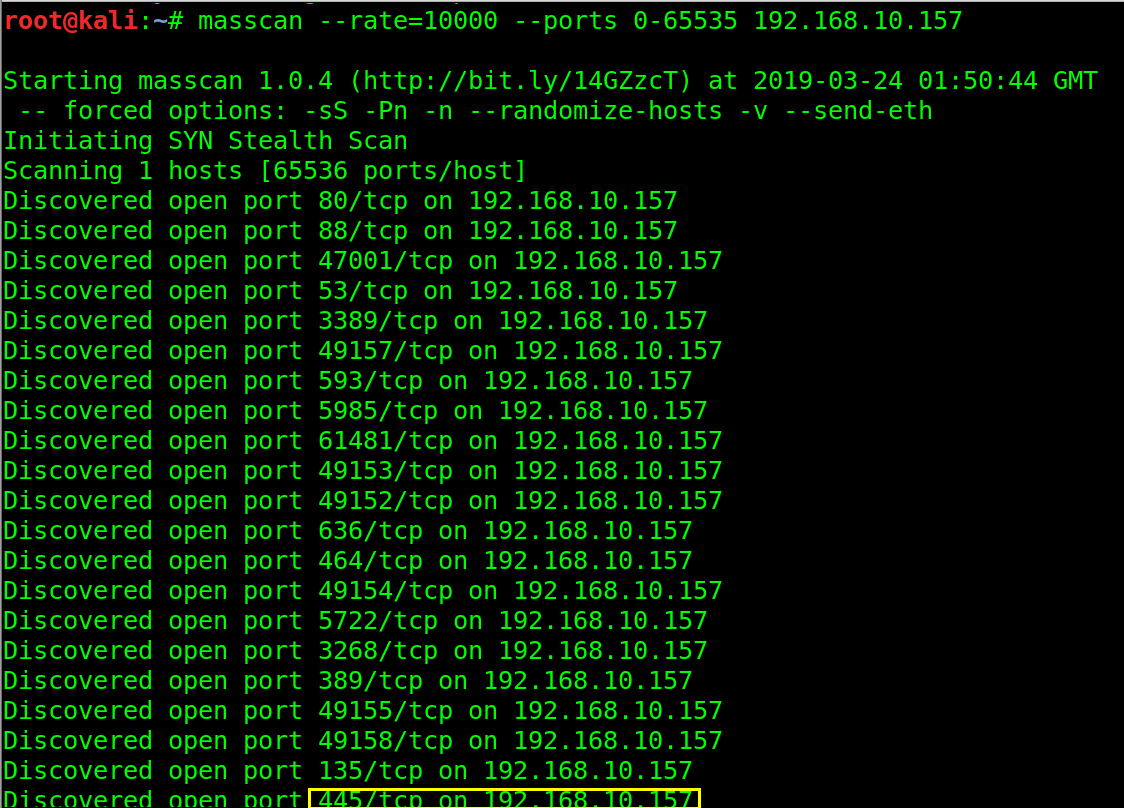 root@kali:~# masscan --rate=10000 --ports 0-65535 192.168.10.157
Starting masscan 1.0.4 (http://bit.ly/14GZzcT) at 2019-03-24 01:50:44 GMT
 -- forced options: -sS -Pn -n --randomize-hosts -v --send-eth
Initiating SYN Stealth Scan
Scanning 1 hosts [65536 ports/host]
Discovered open port 80/tcp on 192.168.10.157
Discovered open port 88/tcp on 192.168.10.157
Discovered open port 47001/tcp on 192.168.10.157
Discovered open port 53/tcp on 192.168.10.157
Discovered open port 3389/tcp on 192.168.10.157
Discovered open port 49157/tcp on 192.168.10.157
Discovered open port 593/tcp on 192.168.10.157
Discovered open port 5985/tcp on 192.168.10.157
Discovered open port 61481/tcp on 192.168.10.157
Discovered open port 49153/tcp on 192.168.10.157
Discovered open port 49152/tcp on 192.168.10.157
Discovered open port 636/tcp on 192.168.10.157
Discovered open port 464/tcp on 192.168.10.157
Discovered open port 49154/tcp on 192.168.10.157
Discovered open port 5722/tcp on 192.168.10.157
Discovered open port 3268/tcp on 192.168.10.157
Discovered open port 389/tcp on 192.168.10.157
Discovered open port 49155/tcp on 192.168.10.157
Discovered open port 49158/tcp on 192.168.10.157
Discovered open port 135/tcp on 192.168.10.157
Discovered open port 445/tcp on 192.168.10.157